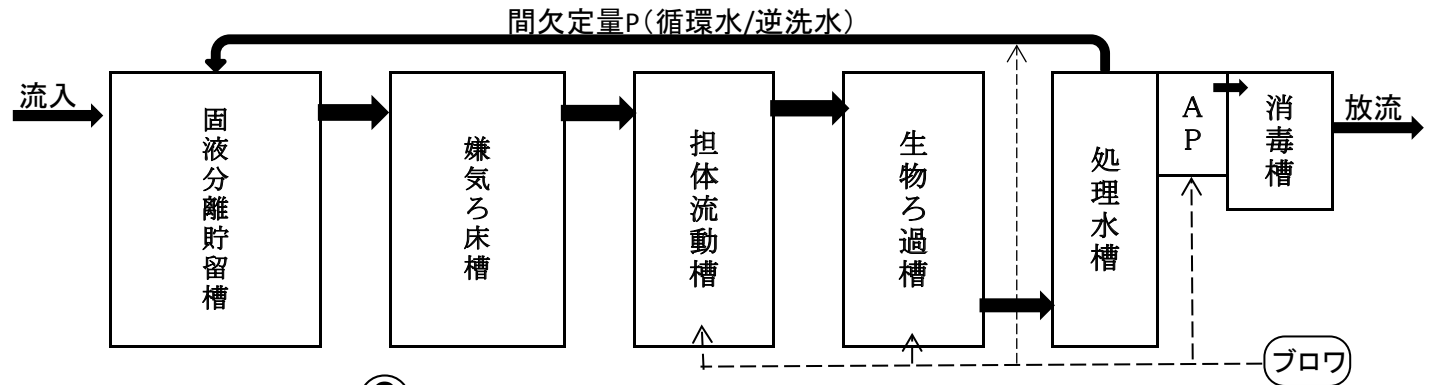 間欠定量P(循環水/逆洗水)
流入
固液分離貯留槽
嫌気ろ床槽
担体流動槽
生物ろ過槽
処理水槽
AP
消毒槽
放流
ブロワ